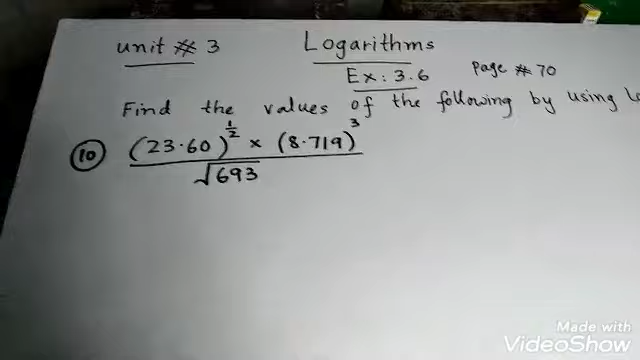 unit # 3 Logarithms
Ex: 3.6 page # 70
Find the values of the following by using
(10) (23.60)^{1/2} × (8.719)^3
√693
Made with
VideoShow